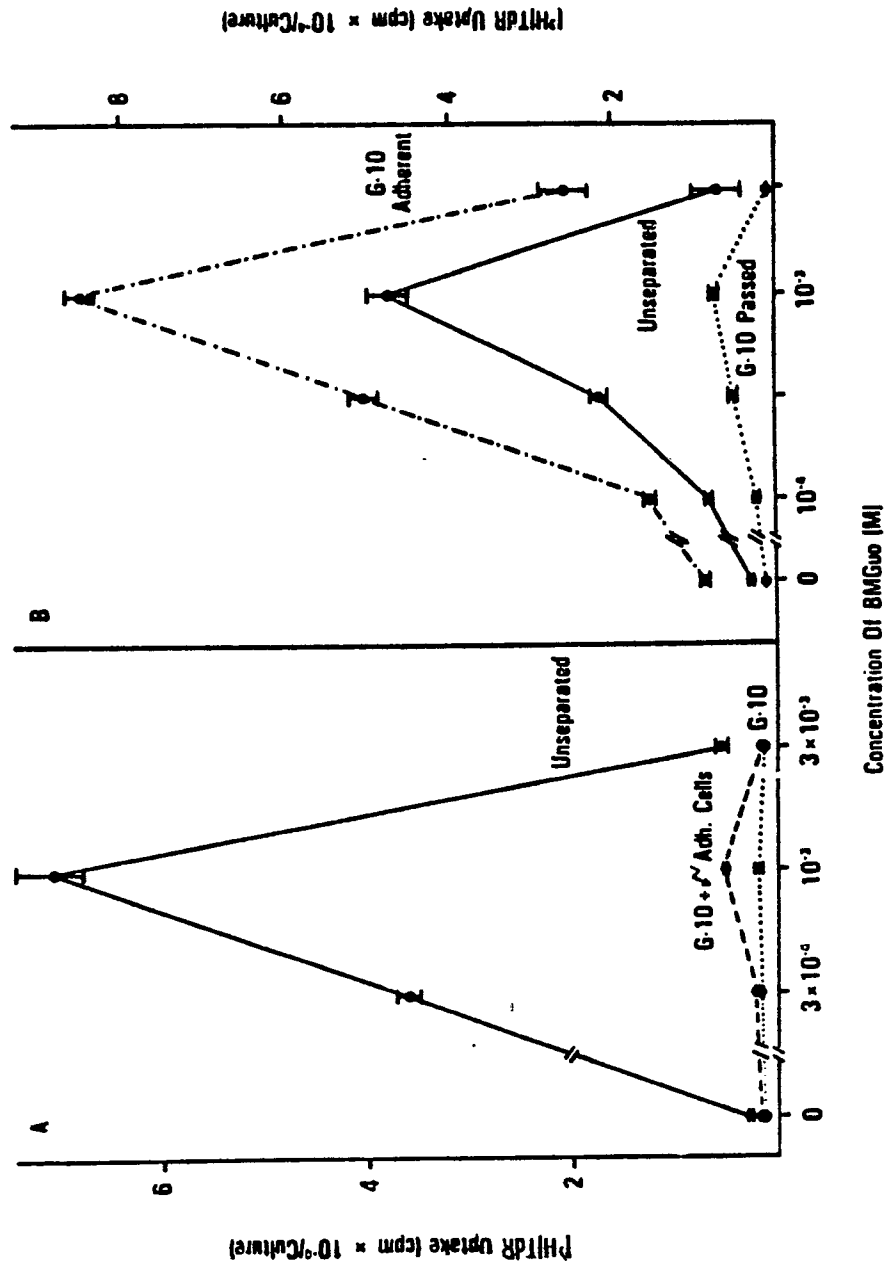 A
[³H]TdR Uptake (cpm × 10⁻⁴/Culture)
6
4
2
Unseparated
G-10 + Adh. Cells
G-10
0
3 × 10⁻⁴
10⁻³
3 × 10⁻³
B
G-10
Adherent
Unseparated
G-10 Passed
0
10⁻⁴
10⁻³
8
6
4
2
[³H]TdR Uptake (cpm × 10⁻⁴/Culture)
Concentration Of 8MGuo [M]